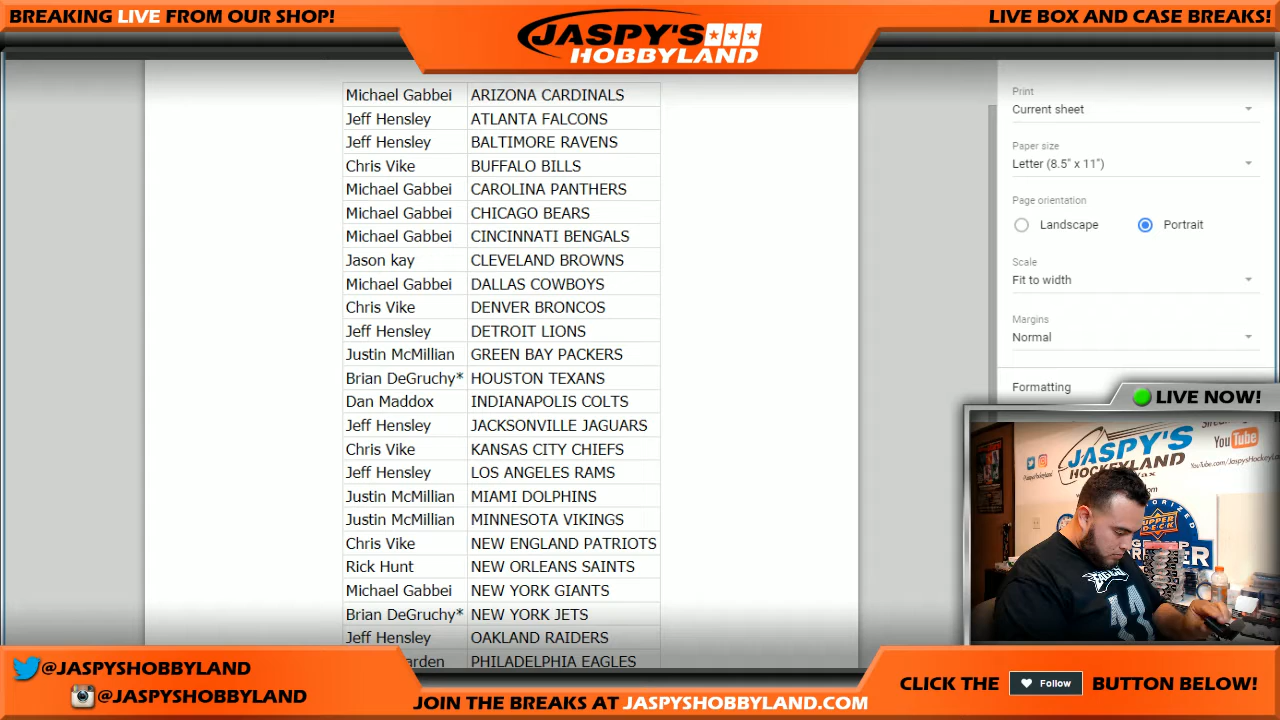 BREAKING LIVE FROM OUR SHOP!
JASPY'S
HOBBYLAND
LIVE BOX AND CASE BREAKS!
Michael Gabbei ARIZONA CARDINALS
Jeff Hensley ATLANTA FALCONS
Jeff Hensley BALTIMORE RAVENS
Chris Vike BUFFALO BILLS
Michael Gabbei CAROLINA PANTHERS
Michael Gabbei CHICAGO BEARS
Michael Gabbei CINCINNATI BENGALS
Jason kay CLEVELAND BROWNS
Michael Gabbei DALLAS COWBOYS
Chris Vike DENVER BRONCOS
Jeff Hensley DETROIT LIONS
Justin McMillian GREEN BAY PACKERS
Brian DeGruchy* HOUSTON TEXANS
Dan Maddox INDIANAPOLIS COLTS
Jeff Hensley JACKSONVILLE JAGUARS
Chris Vike KANSAS CITY CHIEFS
Jeff Hensley LOS ANGELES RAMS
Justin McMillian MIAMI DOLPHINS
Justin McMillian MINNESOTA VIKINGS
Chris Vike NEW ENGLAND PATRIOTS
Rick Hunt NEW ORLEANS SAINTS
Michael Gabbei NEW YORK GIANTS
Brian DeGruchy* NEW YORK JETS
Jeff Hensley OAKLAND RAIDERS
PHILADELPHIA EAGLES
Print
Current sheet
Paper size
Letter (8.5" x 11")
Page orientation
Landscape Portrait
Scale
Fit to width
Margins
Normal
Formatting
LIVE NOW!
JASPY'S
HOCKEYLAND
You Tube
UPPER
DECK
@JASPYSHOBBYLAND
@JASPYSHOBBYLAND
JOIN THE BREAKS AT JASPYSHOBBYLAND.COM
CLICK THE Follow BUTTON BELOW!